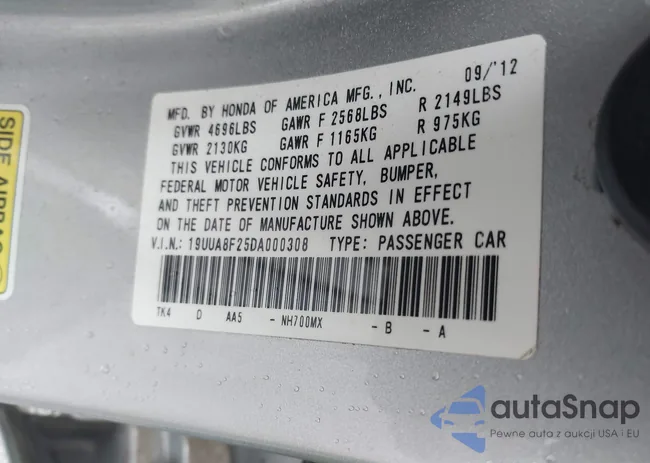 MFD. BY HONDA OF AMERICA MFG., INC. 09/'12
GVWR 4696LBS GAWR F 2568LBS R 2149LBS
GVWR 2130KG GAWR F 1165KG R 975KG
THIS VEHICLE CONFORMS TO ALL APPLICABLE
FEDERAL MOTOR VEHICLE SAFETY, BUMPER,
AND THEFT PREVENTION STANDARDS IN EFFECT
ON THE DATE OF MANUFACTURE SHOWN ABOVE.
V.I.N.: 19UUA8F25DA000308 TYPE: PASSENGER CAR
TK4 D AA5 - NH700MX - B - A
SIDE AIRBAG
autaSnap
Pewne auta z aukcji USA i EU